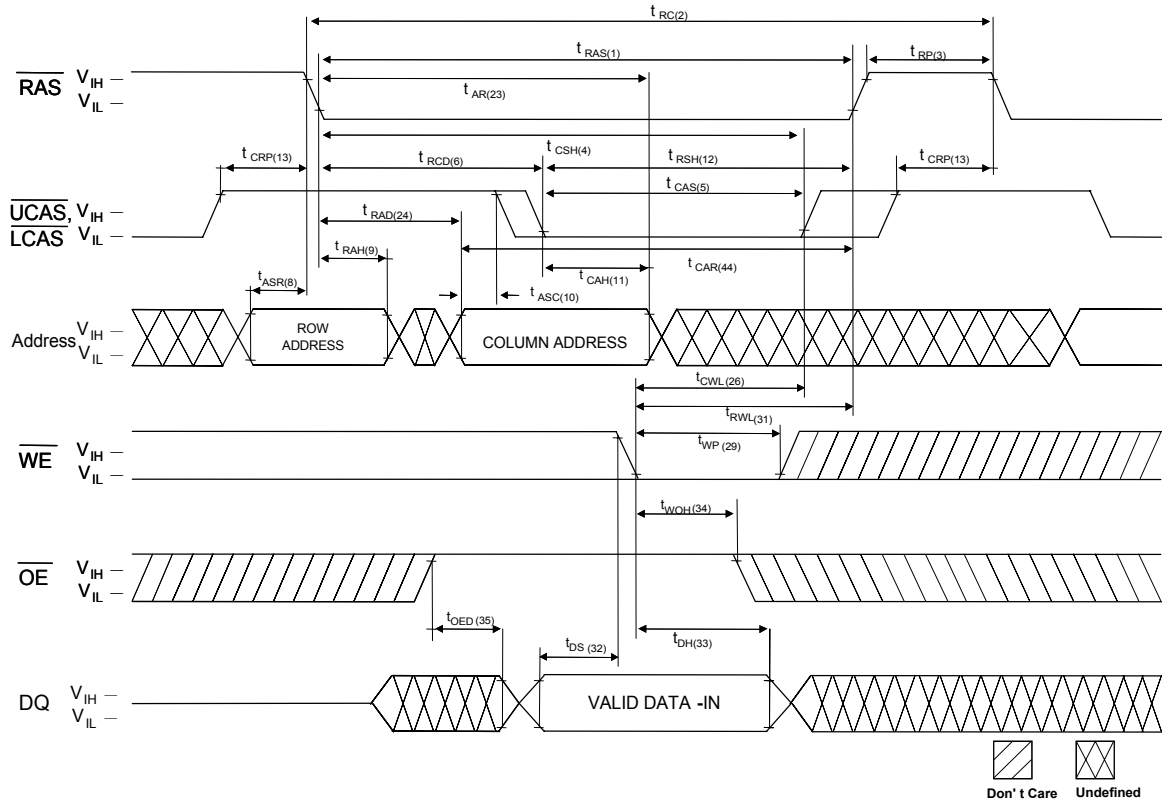 t RC(2)
t RAS(1)
t RP(3)
RAS
V IH
V IL
t AR(23)
t CRP(13)
t RCD(6)
t CSH(4)
t RSH(12)
t CRP(13)
t CAS(5)
UCAS,
LCAS
V IH
V IL
t RAD(24)
t RAH(9)
t CAR(44)
t CAH(11)
t ASR(8)
t ASC(10)
Address
V IH
V IL
ROW
ADDRESS
COLUMN ADDRESS
t CWL(26)
t RWL(31)
t WP (29)
WE
V IH
V IL
t WOH(34)
OE
V IH
V IL
t OED (35)
t DS (32)
t DH(33)
DQ
V IH
V IL
VALID DATA -IN
Don' t Care
Undefined